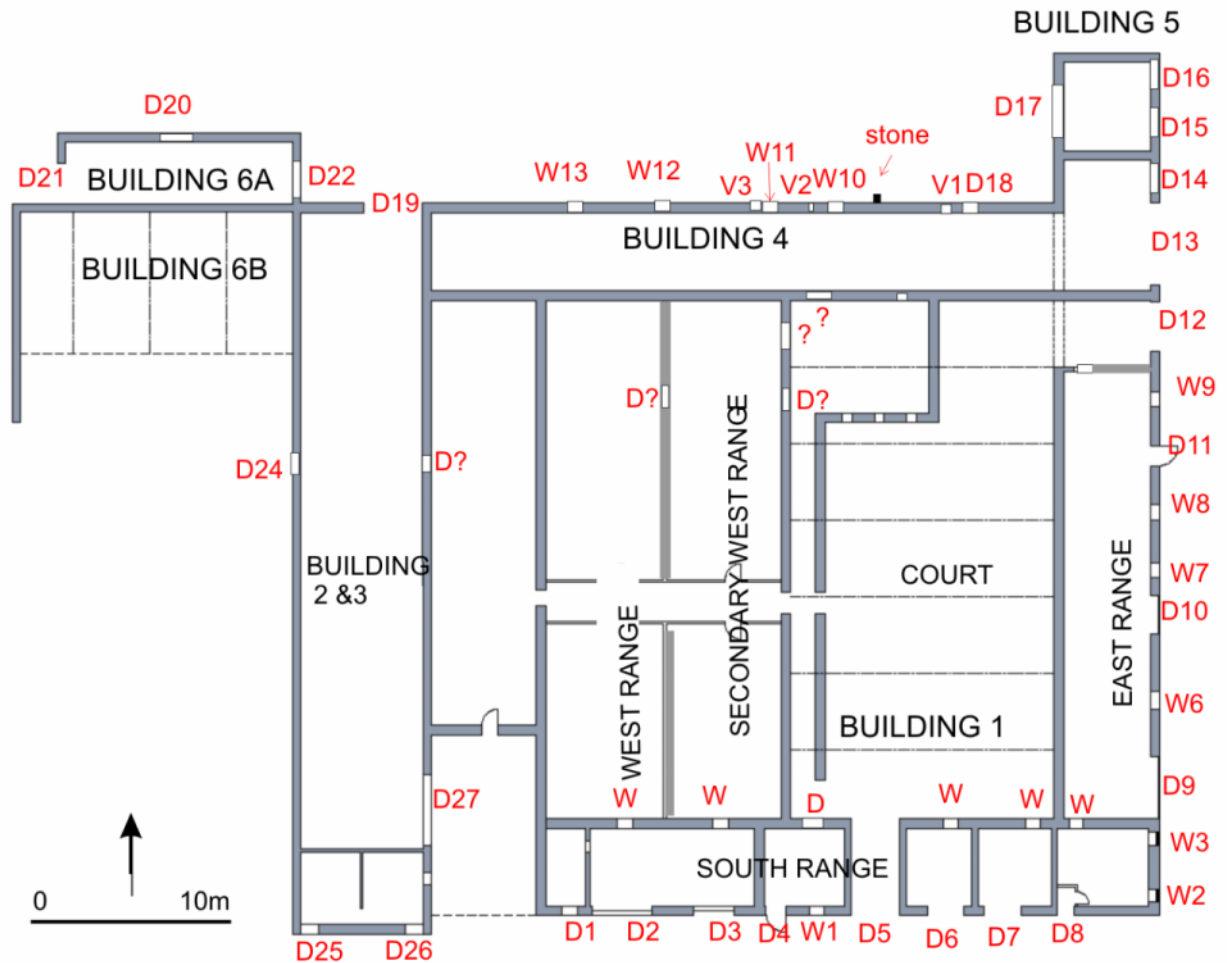 BUILDING 5
D20
D17
D16
D15
stone
D21
BUILDING 6A
D22
D19
W13
W12
V3
W11
V2
W10
V1
D18
D14
BUILDING 4
D13
BUILDING 6B
?
?
D12
D?
D?
W9
D24
D?
D11
W8
BUILDING
2 &3
WEST RANGE
SECONDARY WEST RANGE
COURT
EAST RANGE
W7
D10
W6
BUILDING 1
D27
W
W
D
W
W
W
D9
W3
SOUTH RANGE
W2
0
10m
D25
D26
D1
D2
D3
D4
W1
D5
D6
D7
D8